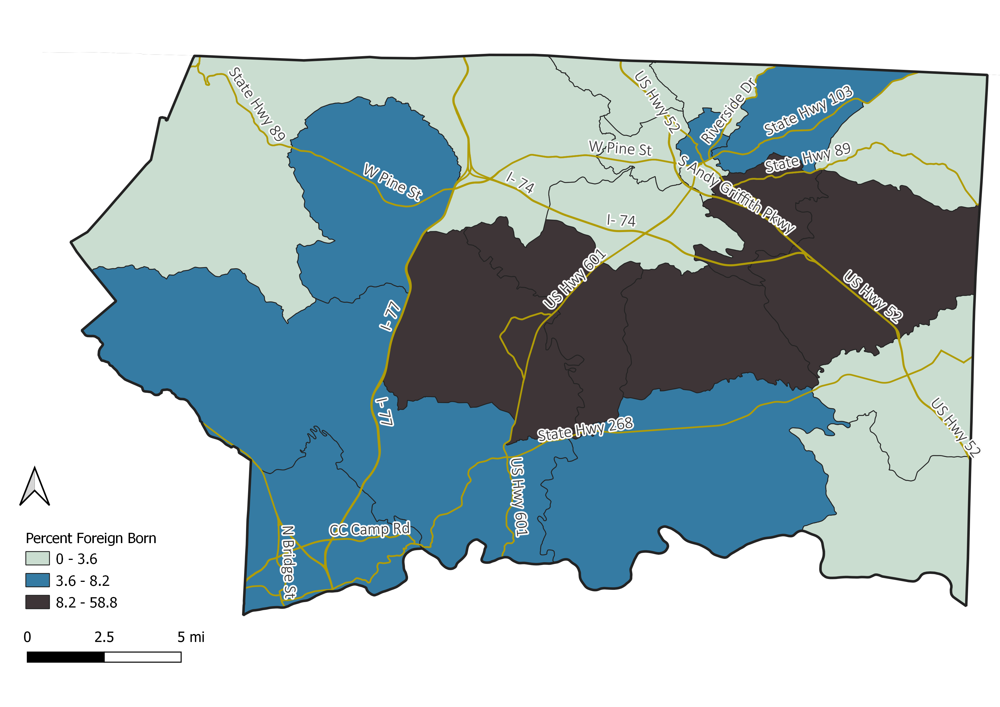 State Hwy 89
US Hwy 52
Riverside Dr
State Hwy 103
W Pine St
State Hwy 89
W Pine St
I- 74
S Andy Griffith Pkwy
I- 74
US Hwy 601
US Hwy 52
I- 77
I- 77
State Hwy 268
US Hwy 52
US Hwy 601
CC Camp Rd
N Bridge St
Percent Foreign Born
0 - 3.6
3.6 - 8.2
8.2 - 58.8
0 2.5 5 mi